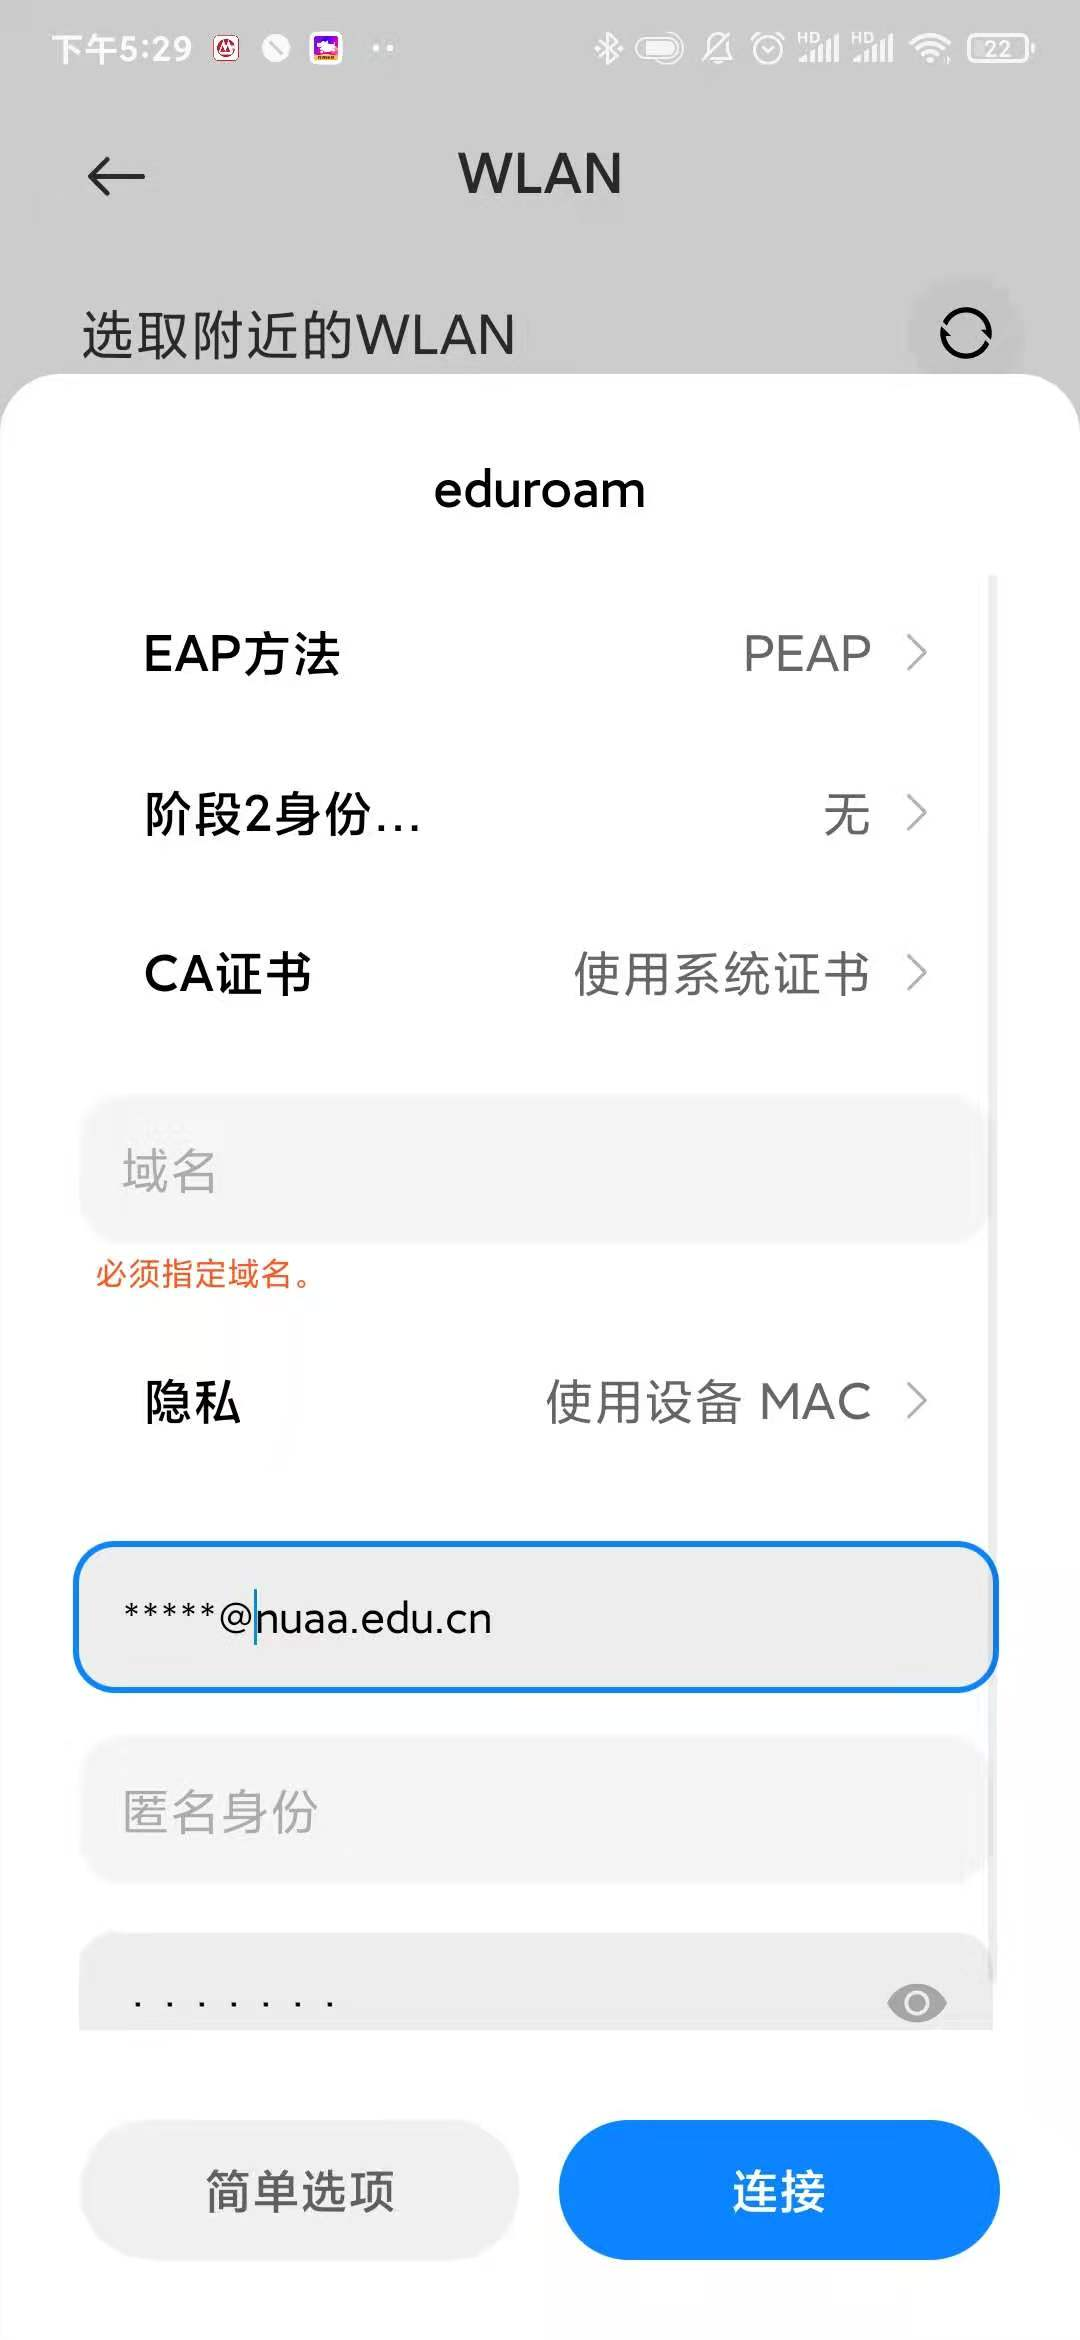 下午5:29
HD HD 22
WLAN
选取附近的WLAN
eduroam
EAP方法 PEAP
阶段2身份... 无
CA证书 使用系统证书
域名
必须指定域名。
隐私 使用设备 MAC
*****@nuaa.edu.cn
匿名身份
·······
简单选项 连接